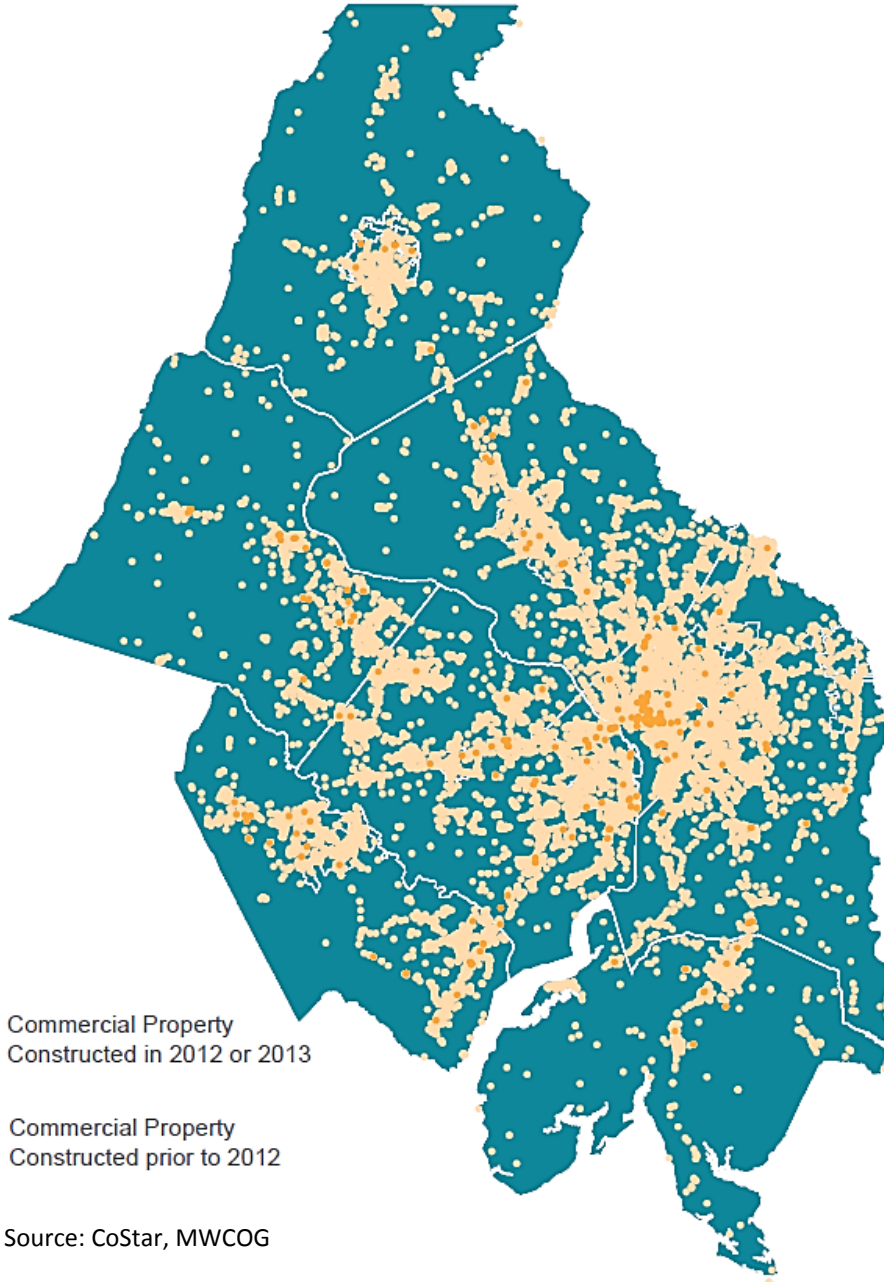 Commercial Property
Constructed in 2012 or 2013
Commercial Property
Constructed prior to 2012
Source: CoStar, MWCOG